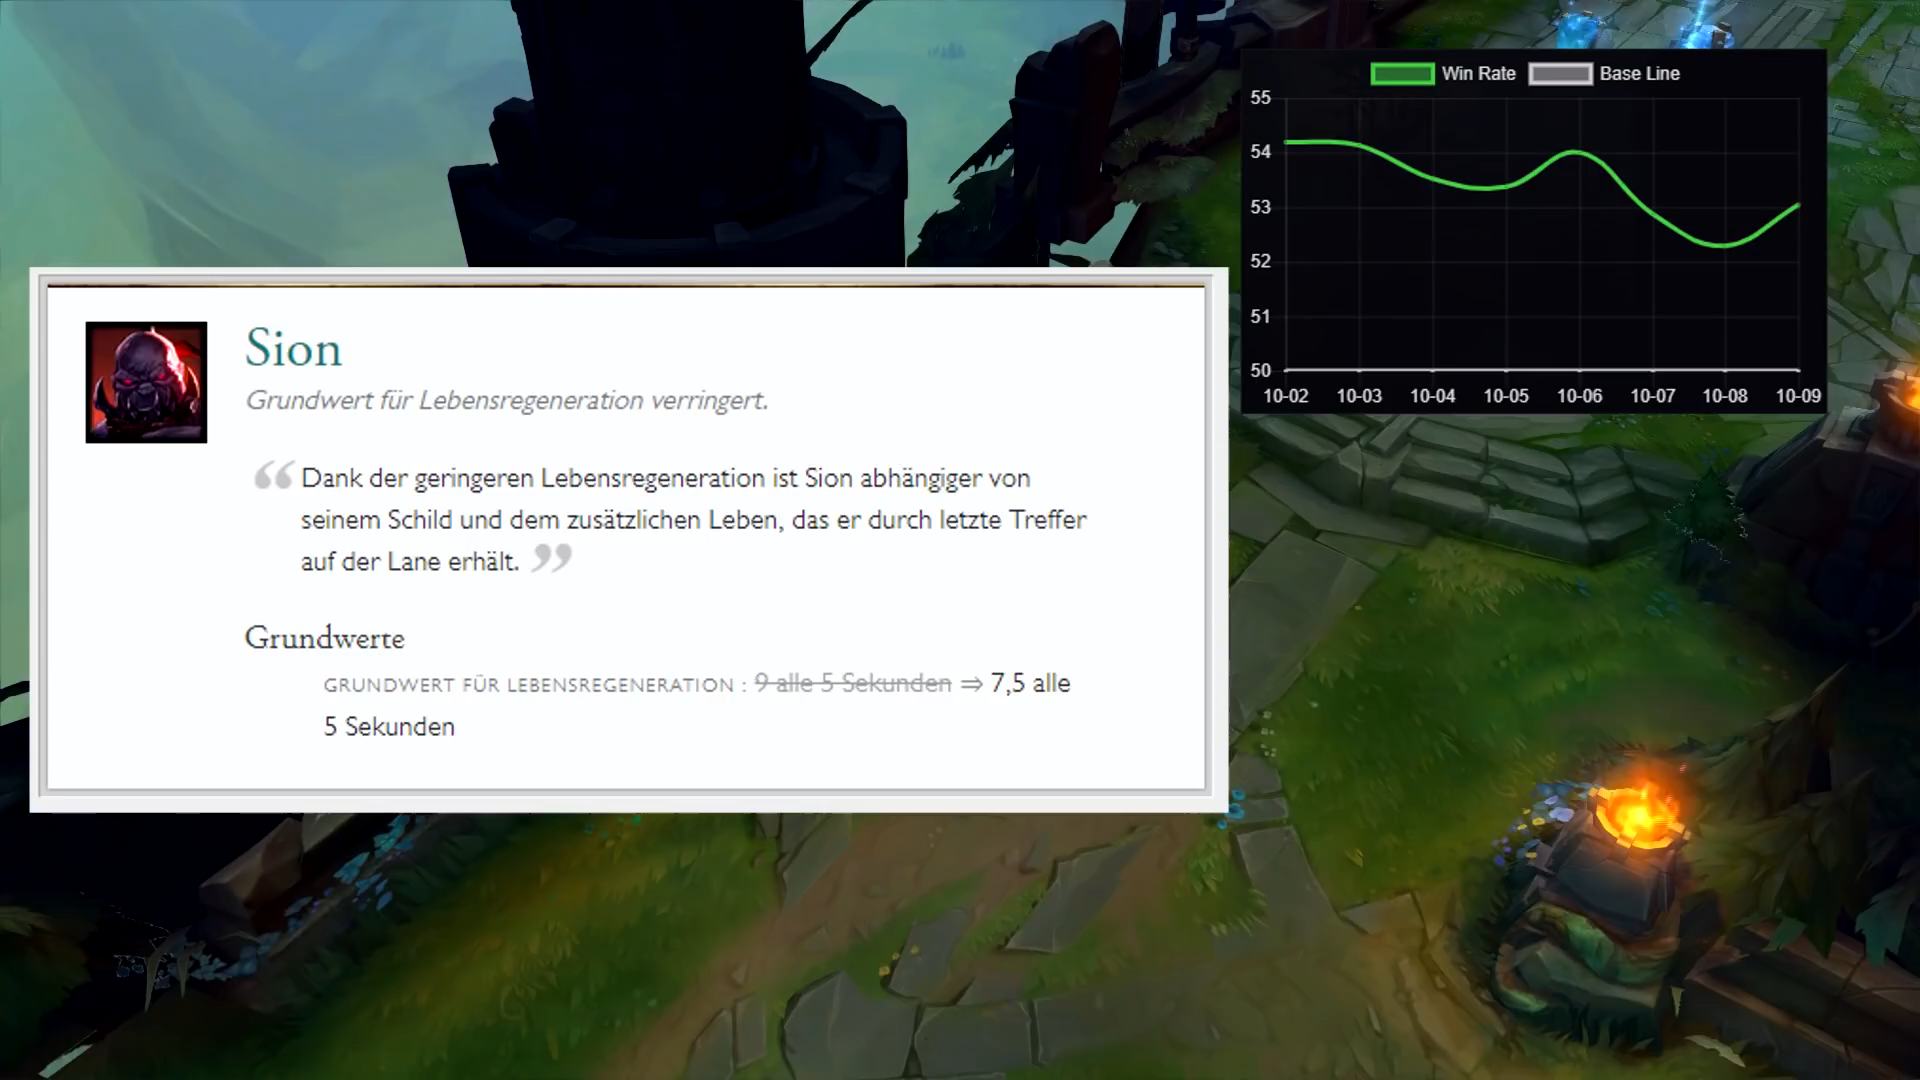 Sion
Grundwert für Lebensregeneration verringert.
“ Dank der geringeren Lebensregeneration ist Sion abhängiger von
seinem Schild und dem zusätzlichen Leben, das er durch letzte Treffer
auf der Lane erhält. ”
Grundwerte
GRUNDWERT FÜR LEBENSREGENERATION : 9 alle 5 Sekunden ⇒ 7,5 alle
5 Sekunden
Win Rate Base Line
55
54
53
52
51
50
10-02 10-03 10-04 10-05 10-06 10-07 10-08 10-09